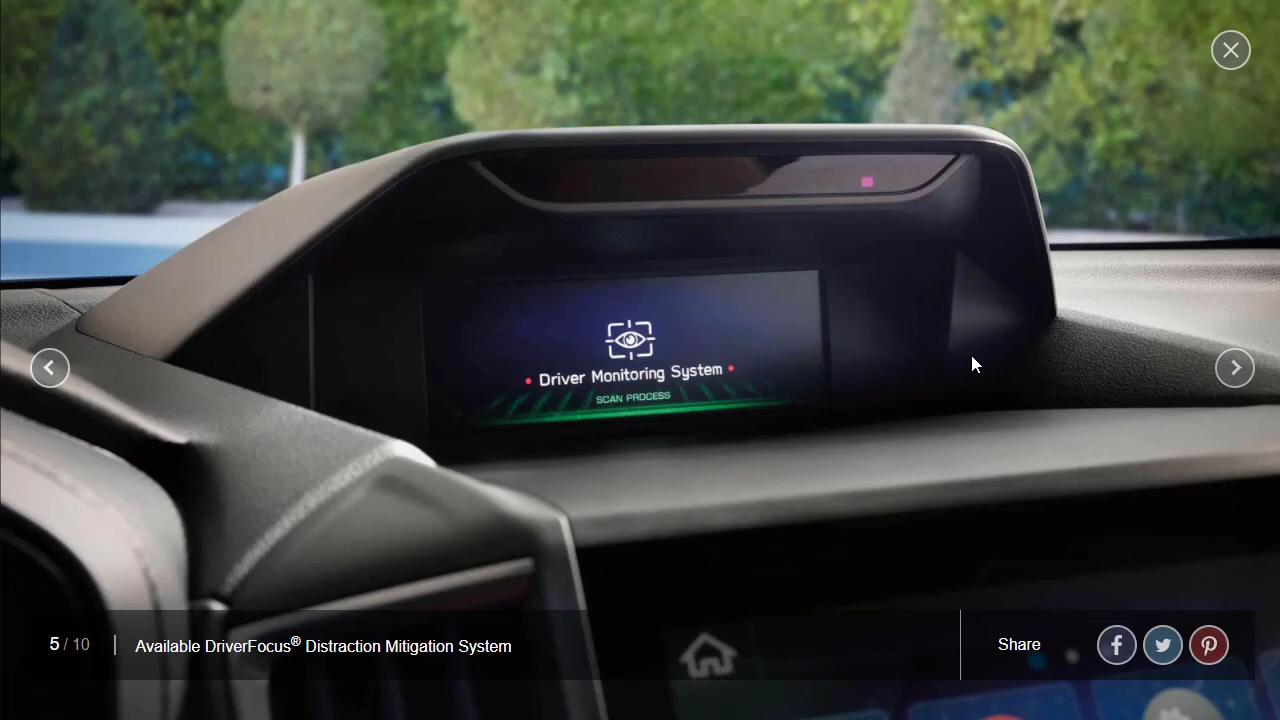 Driver Monitoring System
SCAN PROCESS
5 / 10
Available DriverFocus® Distraction Mitigation System
Share